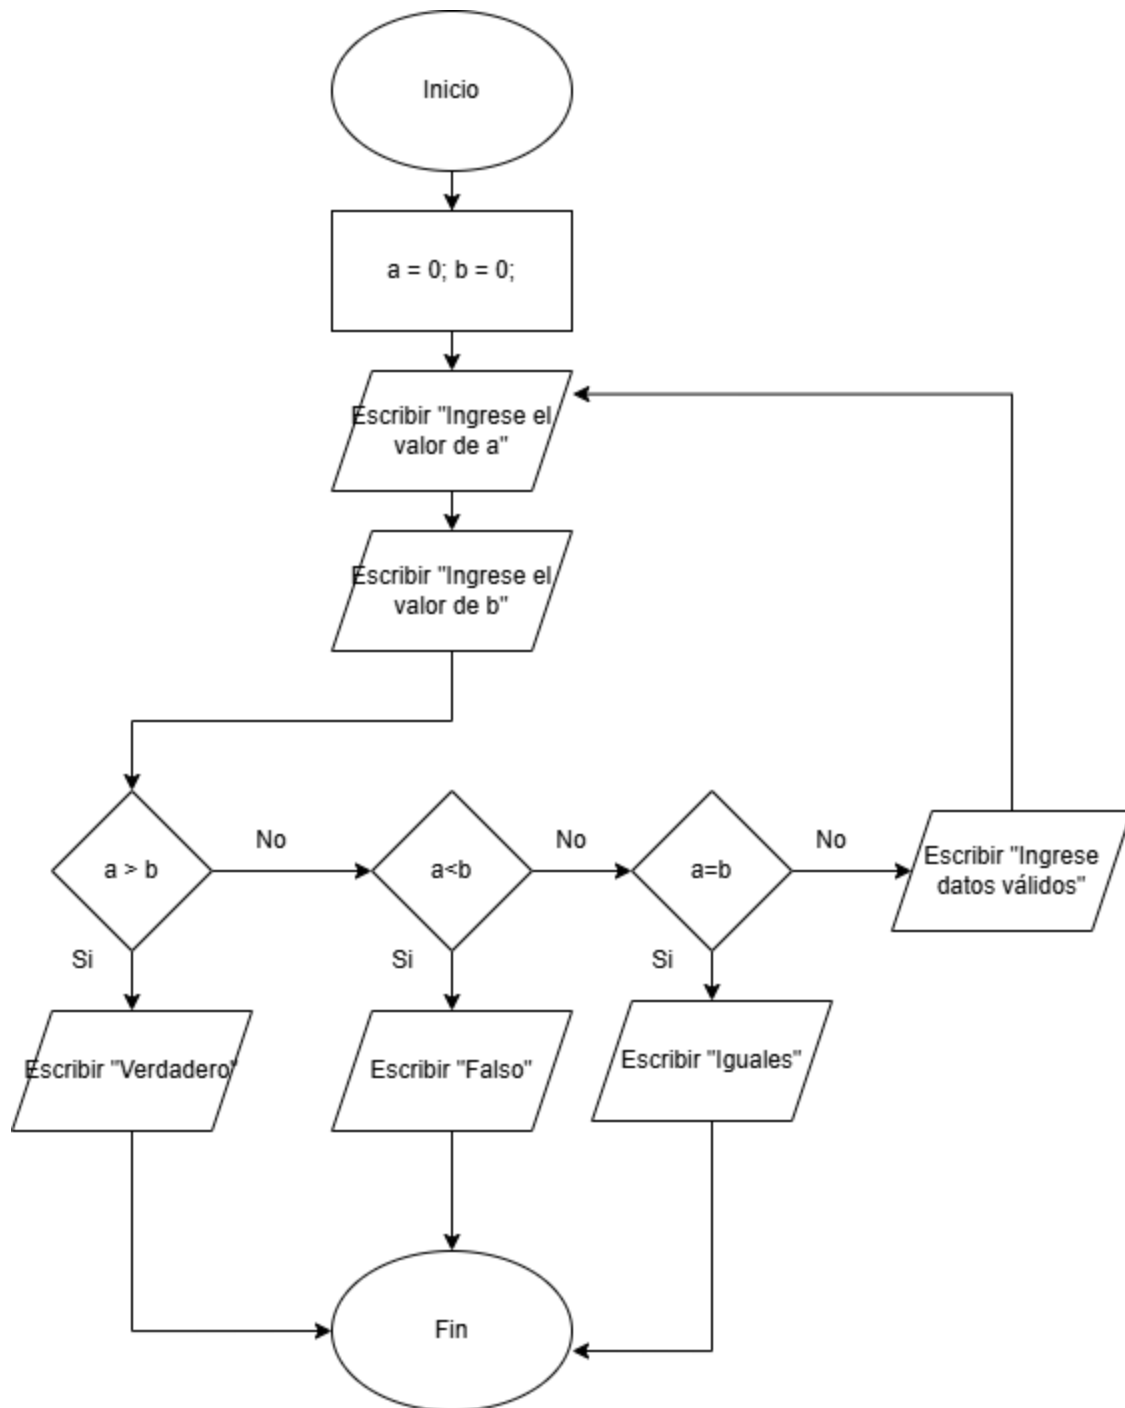 Inicio
a = 0; b = 0;
Escribir "Ingrese el
valor de a"
Escribir "Ingrese el
valor de b"
a > b
No
a<b
No
a=b
No
Escribir "Ingrese
datos válidos"
Si
Si
Si
Escribir "Verdadero"
Escribir "Falso"
Escribir "Iguales"
Fin